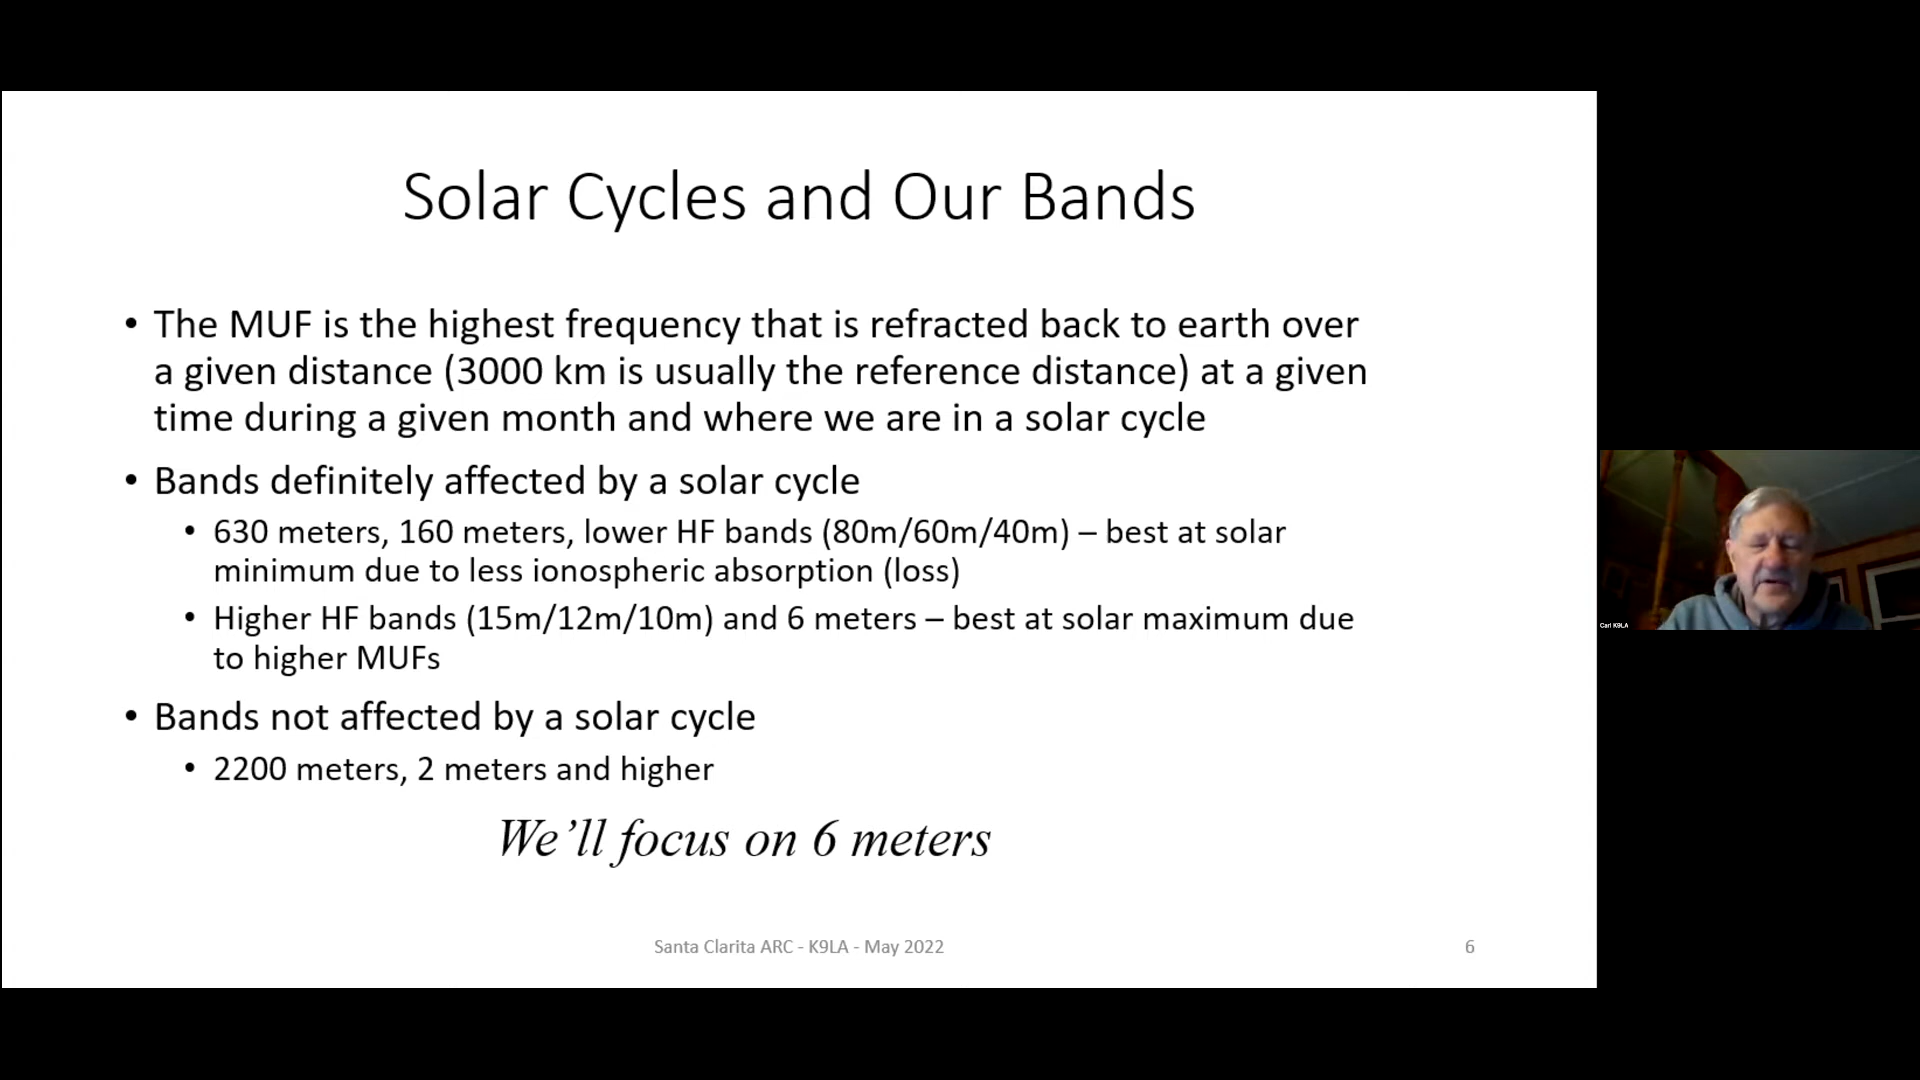 Solar Cycles and Our Bands
• The MUF is the highest frequency that is refracted back to earth over
a given distance (3000 km is usually the reference distance) at a given
time during a given month and where we are in a solar cycle
• Bands definitely affected by a solar cycle
• 630 meters, 160 meters, lower HF bands (80m/60m/40m) – best at solar
minimum due to less ionospheric absorption (loss)
• Higher HF bands (15m/12m/10m) and 6 meters – best at solar maximum due
to higher MUFs
• Bands not affected by a solar cycle
• 2200 meters, 2 meters and higher
We’ll focus on 6 meters
Santa Clarita ARC - K9LA - May 2022
6
Carl K9LA